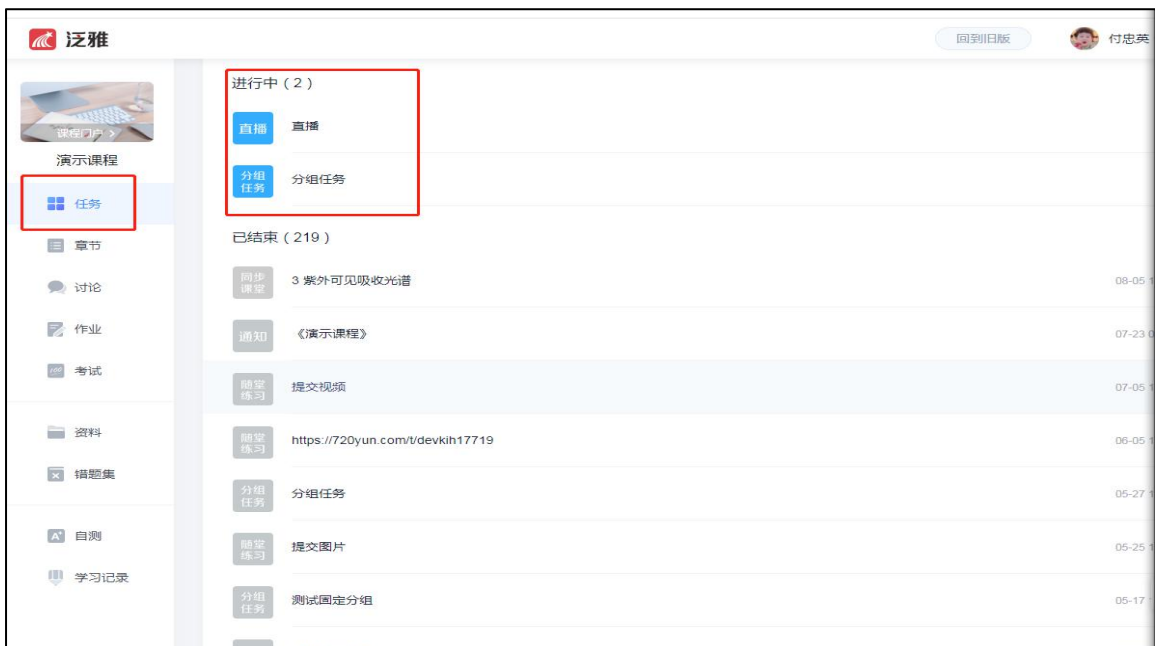 泛雅
回到旧版
付忠英
课程门户 >
演示课程
任务
章节
讨论
作业
考试
资料
错题集
自测
学习记录
进行中（2）
直播 直播
分组任务 分组任务
已结束（219）
同步课堂 3 紫外可见吸收光谱 08-05 1
通知 《演示课程》 07-23 0
随堂练习 提交视频 07-05 1
随堂练习 https://720yun.com/t/devkih17719 06-05 1
分组任务 分组任务 05-27 1
随堂练习 提交图片 05-25 1
分组任务 测试固定分组 05-17